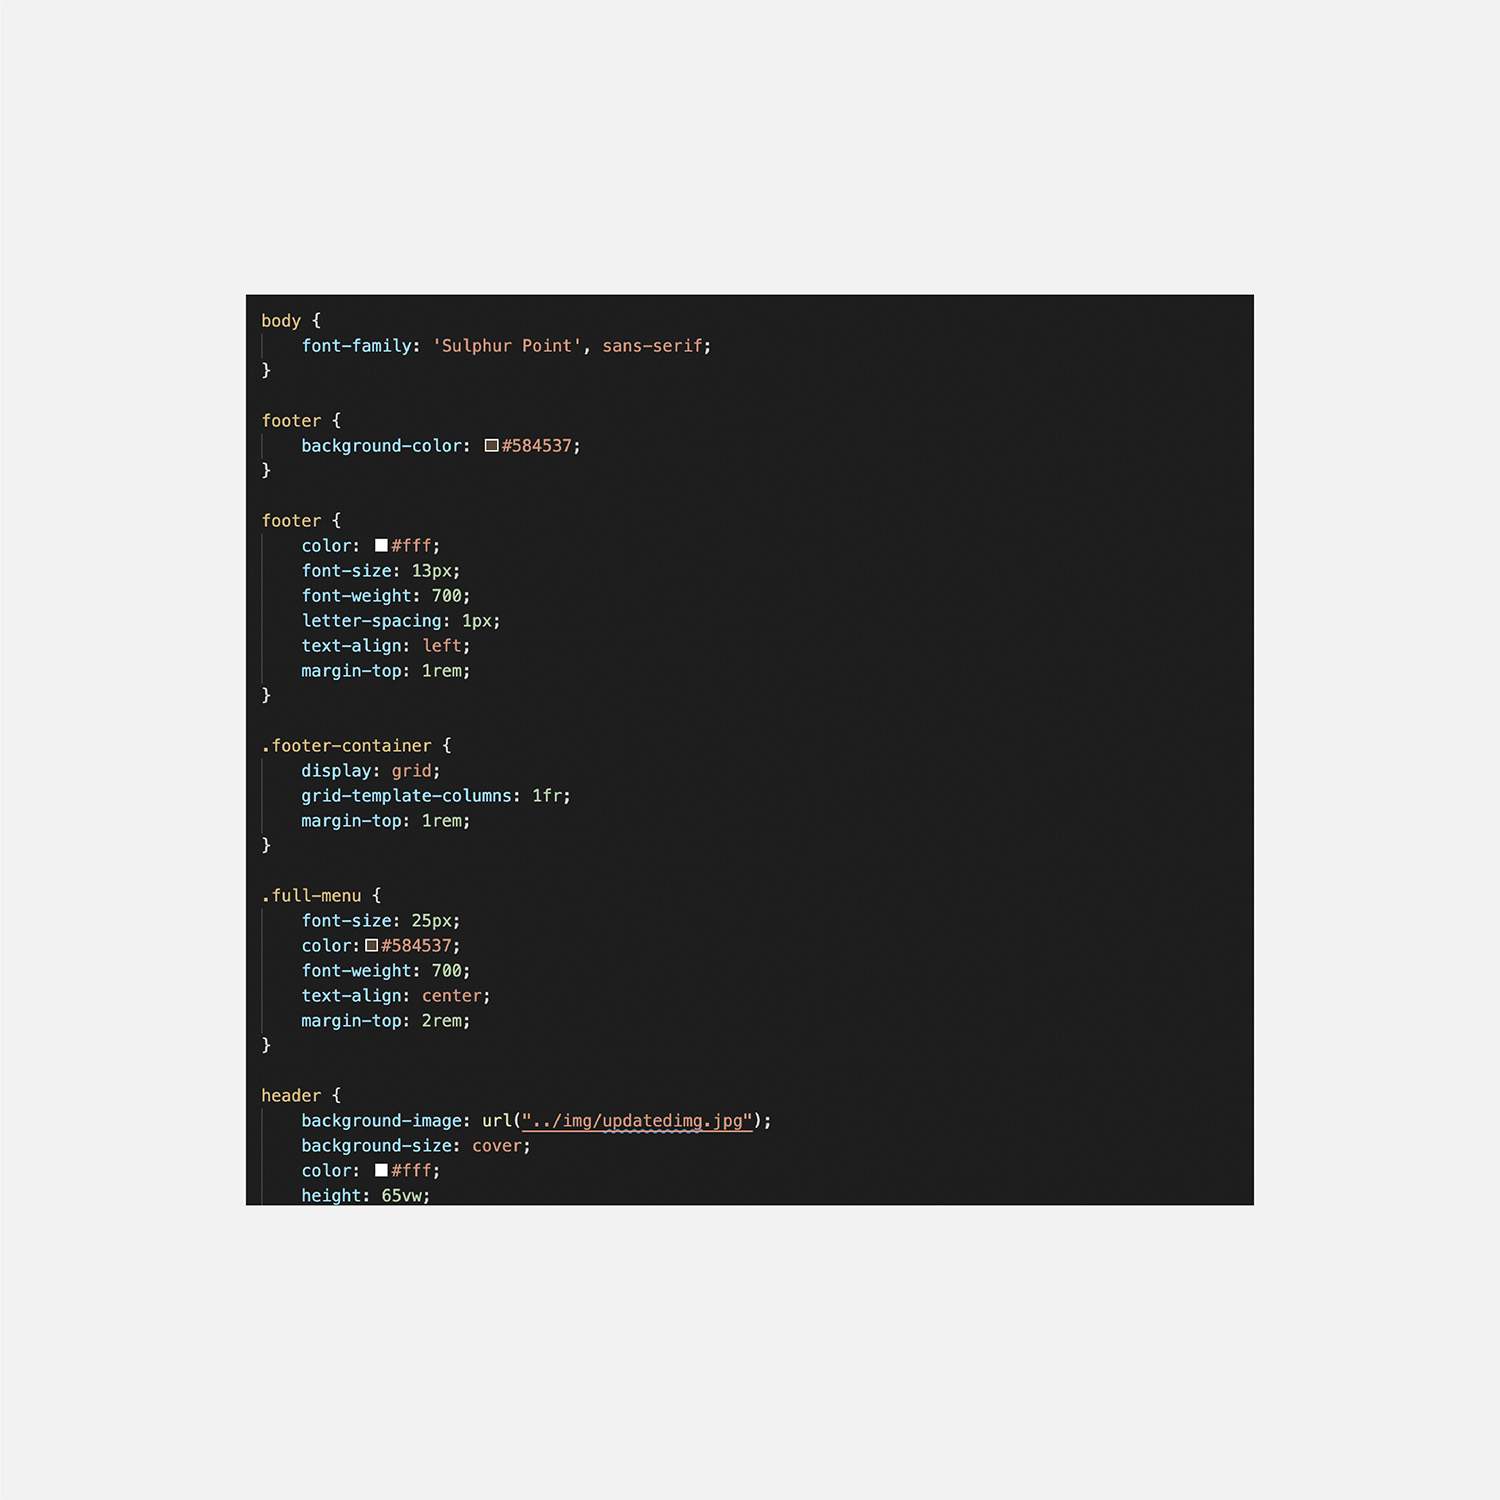 body {
    font-family: 'Sulphur Point', sans-serif;
}

footer {
    background-color: #584537;
}

footer {
    color: #fff;
    font-size: 13px;
    font-weight: 700;
    letter-spacing: 1px;
    text-align: left;
    margin-top: 1rem;
}

.footer-container {
    display: grid;
    grid-template-columns: 1fr;
    margin-top: 1rem;
}

.full-menu {
    font-size: 25px;
    color:#584537;
    font-weight: 700;
    text-align: center;
    margin-top: 2rem;
}

header {
    background-image: url("../img/updatedimg.jpg");
    background-size: cover;
    color: #fff;
    height: 65vw;